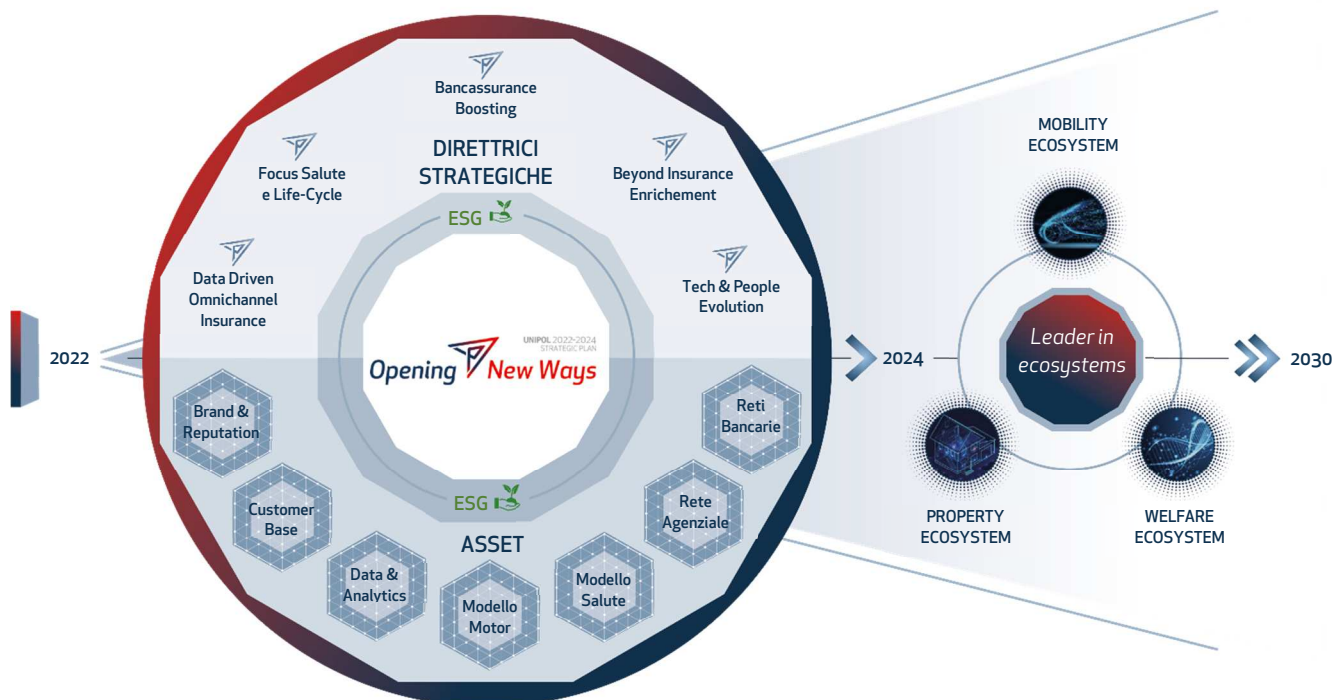 Bancassurance
Boosting
DIRETTRICI
STRATEGICHE
Focus Salute
e Life-Cycle
Beyond Insurance
Enrichement
Data Driven
Omnichannel
Insurance
Tech & People
Evolution
ESG
UNIPOL 2022-2024
STRATEGIC PLAN
Opening New Ways
2022
2024
2030
ESG
ASSET
Brand &
Reputation
Customer
Base
Data &
Analytics
Modello
Motor
Modello
Salute
Rete
Agenziale
Reti
Bancarie
MOBILITY
ECOSYSTEM
Leader in
ecosystems
PROPERTY
ECOSYSTEM
WELFARE
ECOSYSTEM